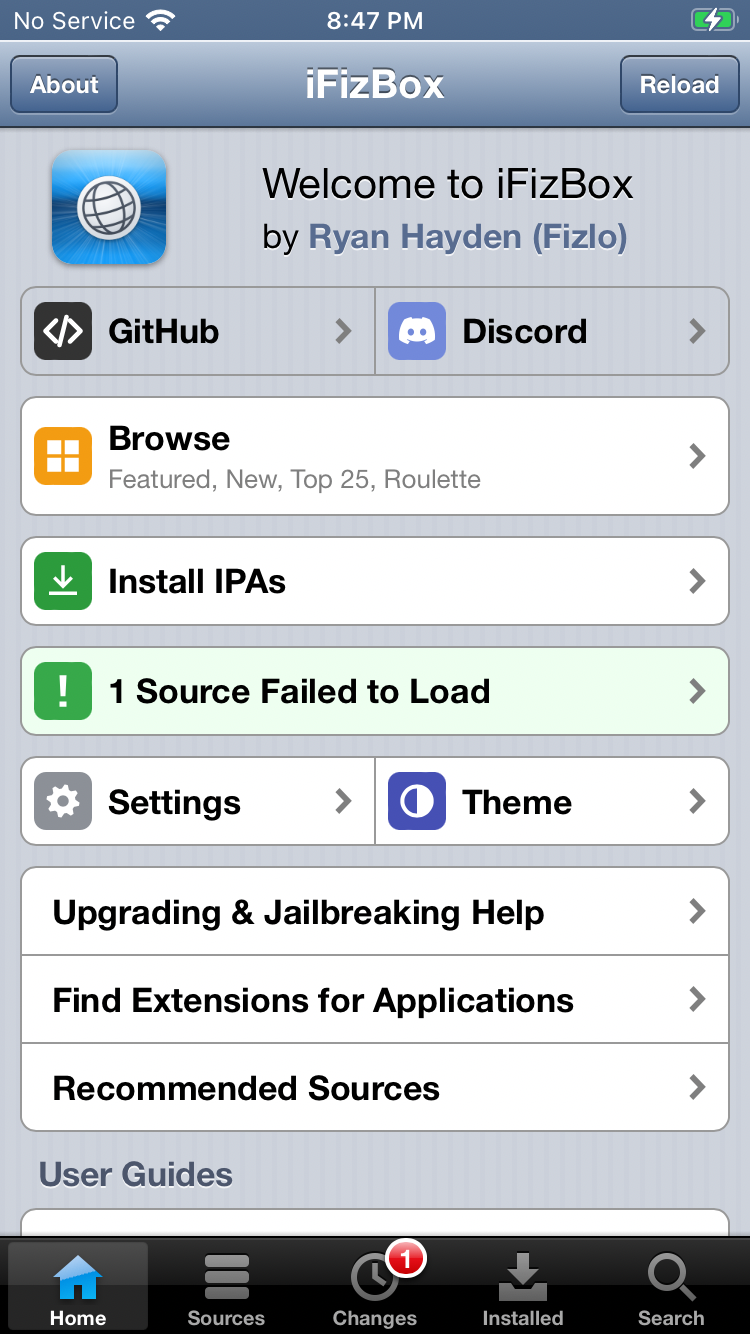 No Service
8:47 PM
About
iFizBox
Reload
Welcome to iFizBox
by Ryan Hayden (Fizlo)
GitHub
Discord
Browse
Featured, New, Top 25, Roulette
Install IPAs
1 Source Failed to Load
Settings
Theme
Upgrading & Jailbreaking Help
Find Extensions for Applications
Recommended Sources
User Guides
1
Home
Sources
Changes
Installed
Search